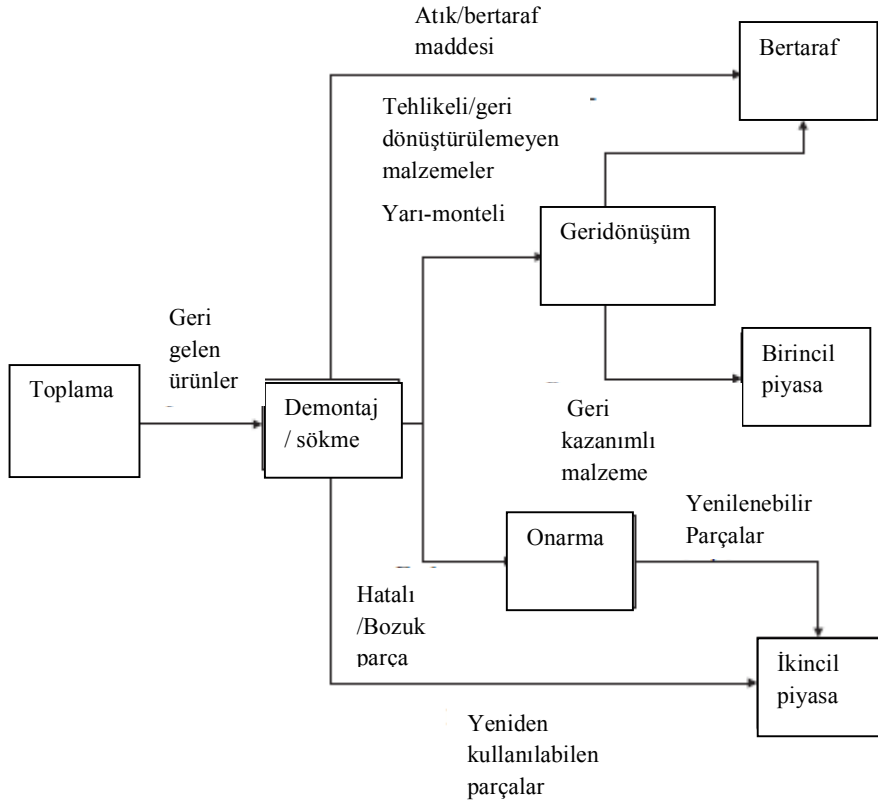 Atık/bertaraf
maddesi
Bertaraf
Tehlikeli/geri
dönüştürülemeyen
malzemeler
Yarı-monteli
Geridönüşüm
Geri
gelen
ürünler
Birincil
piyasa
Toplama
Demontaj
/ sökme
Geri
kazanımlı
malzeme
Yenilenebilir
Parçalar
Onarma
Hatalı
/Bozuk
parça
İkincil
piyasa
Yeniden
kullanılabilen
parçalar